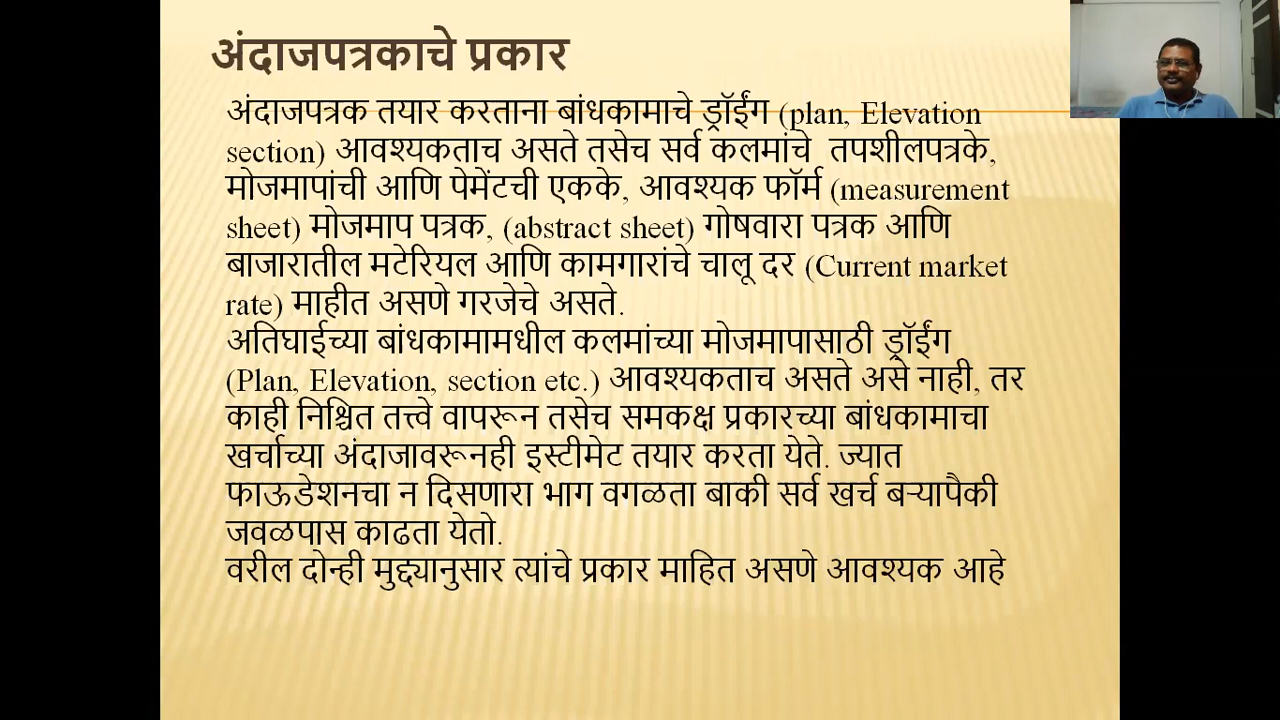 अंदाजपत्रकाचे प्रकार
अंदाजपत्रक तयार करताना बांधकामाचे ड्रॉईंग (plan, Elevation
section) आवश्यकताच असते तसेच सर्व कलमांचे तपशीलपत्रके,
मोजमापांची आणि पेमेंटची एकके, आवश्यक फॉर्म (measurement
sheet) मोजमाप पत्रक, (abstract sheet) गोषवारा पत्रक आणि
बाजारातील मटेरियल आणि कामगारांचे चालू दर (Current market
rate) माहीत असणे गरजेचे असते.
अतिघाईच्या बांधकामामधील कलमांच्या मोजमापासाठी ड्रॉईंग
(Plan, Elevation, section etc.) आवश्यकताच असते असे नाही, तर
काही निश्चित तत्त्वे वापरून तसेच समकक्ष प्रकारच्या बांधकामाचा
खर्चाच्या अंदाजावरूनही इस्टीमेट तयार करता येते. ज्यात
फाऊडेशनचा न दिसणारा भाग वगळता बाकी सर्व खर्च बऱ्यापैकी
जवळपास काढता येतो.
वरील दोन्ही मुद्द्यानुसार त्यांचे प्रकार माहित असणे आवश्यक आहे